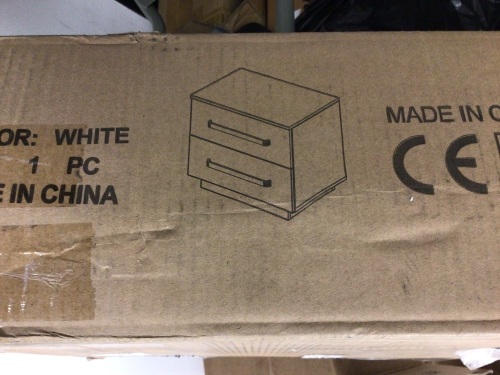 OR: WHITE
1 PC
E IN CHINA
MADE IN C
CE